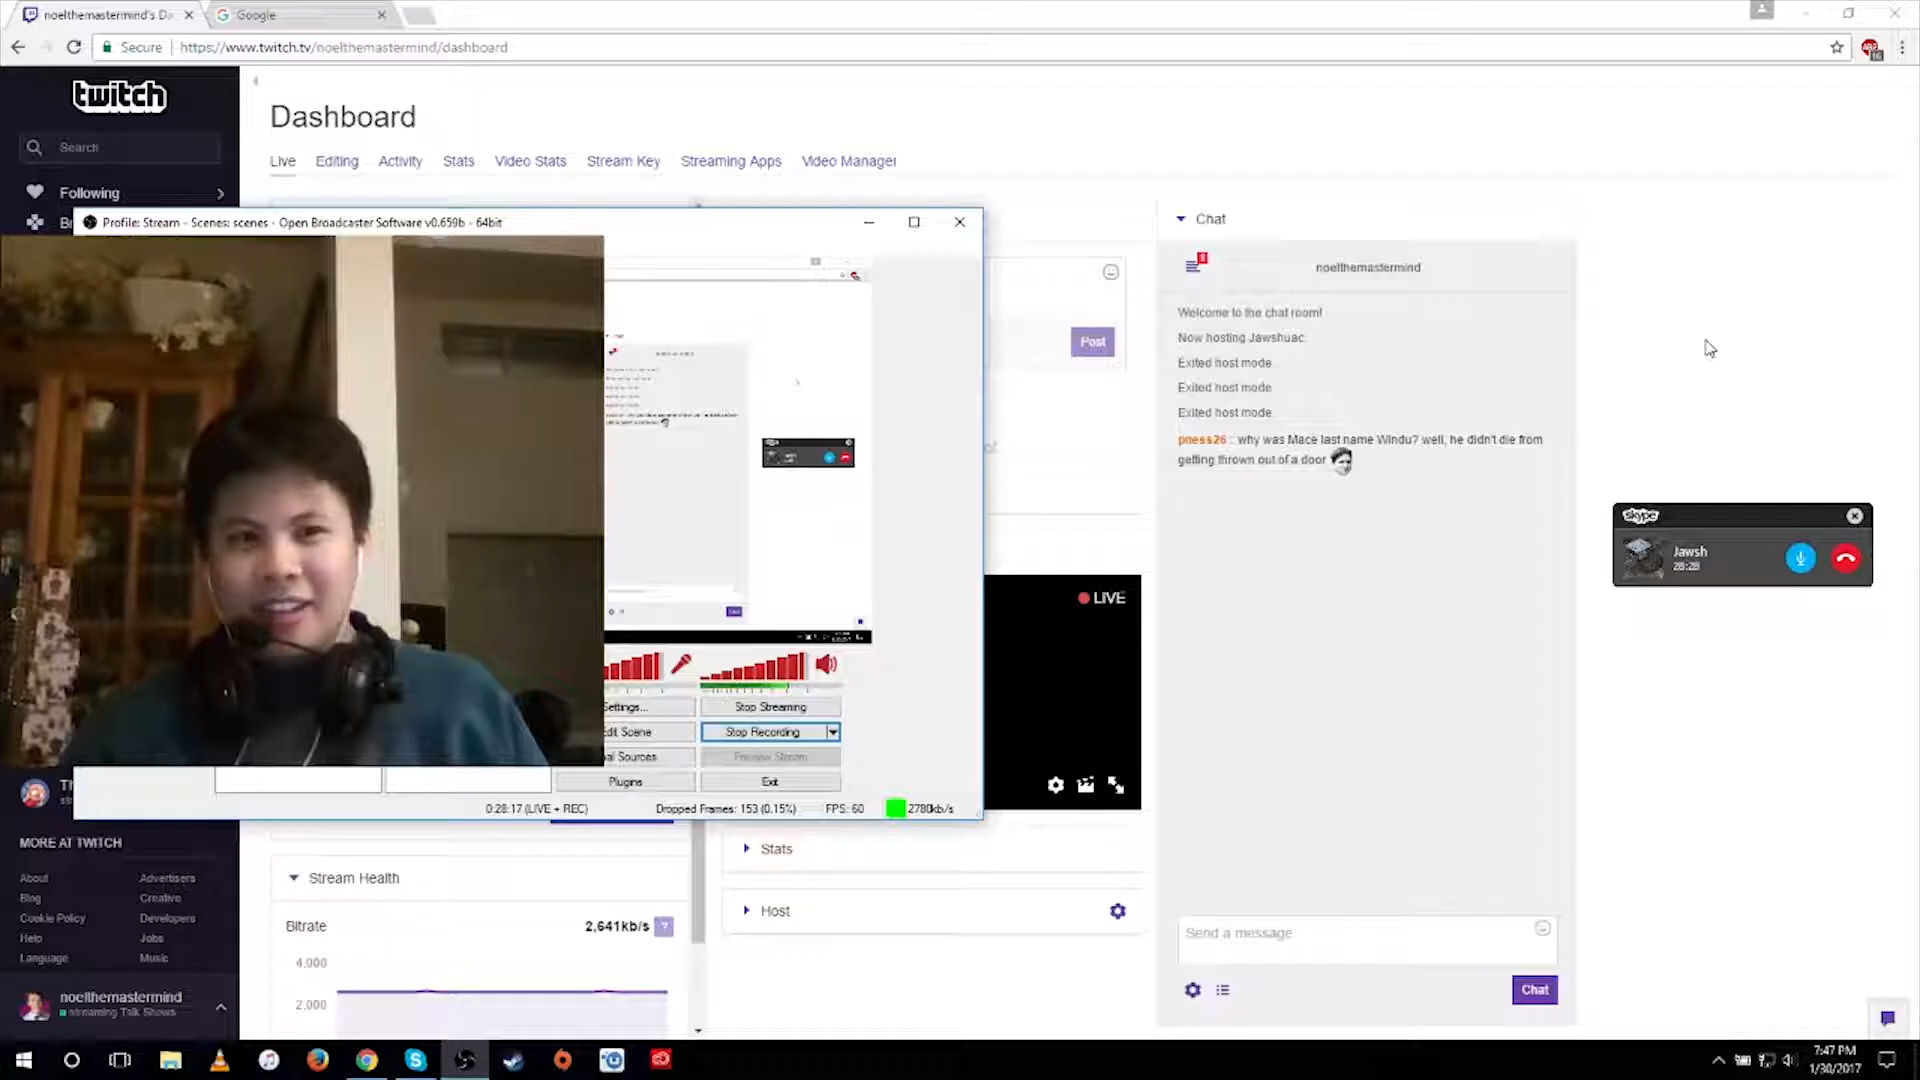 noelthemastermind's Da
Google
Secure
https://www.twitch.tv/noelthemastermind/dashboard
twitch
Search
Following
Dashboard
Live Editing Activity Stats Video Stats Stream Key Streaming Apps Video Manager
Profile: Stream - Scenes: scenes - Open Broadcaster Software v0.659b - 64bit
Post
LIVE
Settings...
Stop Streaming
Edit Scene
Stop Recording
Preview Stream
Plugins
Exit
0:28:17 (LIVE + REC)
Dropped Frames: 153 (0.15%)
FPS: 60
2780kb/s
Chat
noelthemastermind
Welcome to the chat room!
Now hosting Jawshuac.
Exited host mode.
Exited host mode.
Exited host mode.
pness26 : why was Mace last name Windu? well, he didn't die from
getting thrown out of a door
Send a message
Chat
skype
Jawsh
28:28
MORE AT TWITCH
About Advertisers
Blog Creative
Cookie Policy Developers
Help Jobs
Language Music
noelthemastermind
streaming Talk Shows
Stream Health
Bitrate
2,641kb/s ?
4,000
2,000
Stats
Host
7:47 PM
1/30/2017